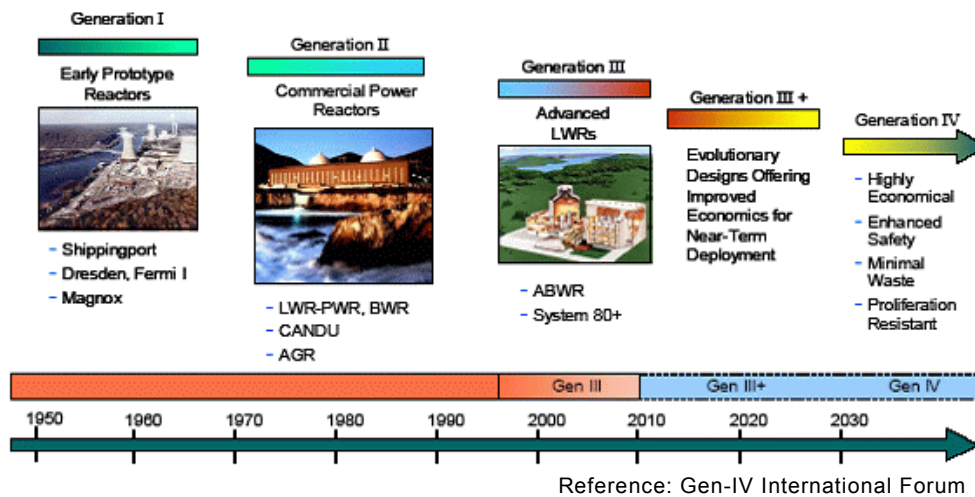 Generation I
Early Prototype
Reactors
- Shippingport
- Dresden, Fermi I
- Magnox
Generation II
Commercial Power
Reactors
- LWR-PWR, BWR
- CANDU
- AGR
Generation III
Advanced
LWRs
- ABWR
- System 80+
Generation III +
Evolutionary
Designs Offering
Improved
Economics for
Near-Term
Deployment
Generation IV
- Highly
Economical
- Enhanced
Safety
- Minimal
Waste
- Proliferation
Resistant
Gen III
Gen III+
Gen IV
1950
1960
1970
1980
1990
2000
2010
2020
2030
Reference: Gen-IV International Forum